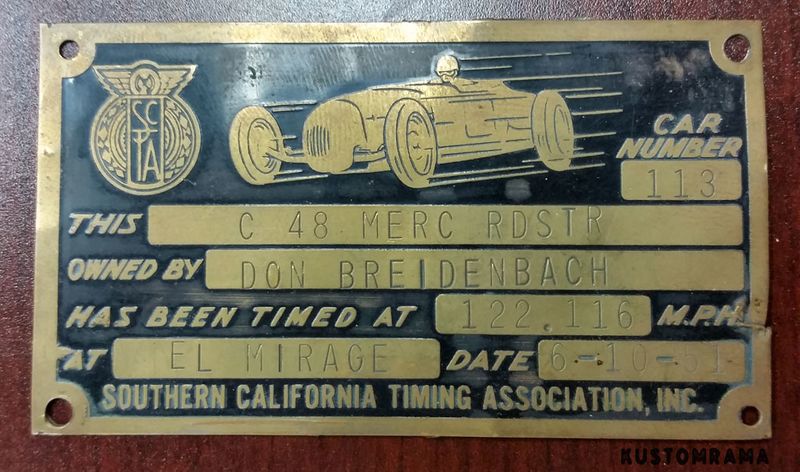 SCTA
CAR
NUMBER
113
THIS C 48 MERC RDSTR
OWNED BY DON BREIDENBACH
HAS BEEN TIMED AT 122.116 M.P.H.
AT EL MIRAGE DATE 6-10-51
SOUTHERN CALIFORNIA TIMING ASSOCIATION, INC.
KUSTOMRAMA